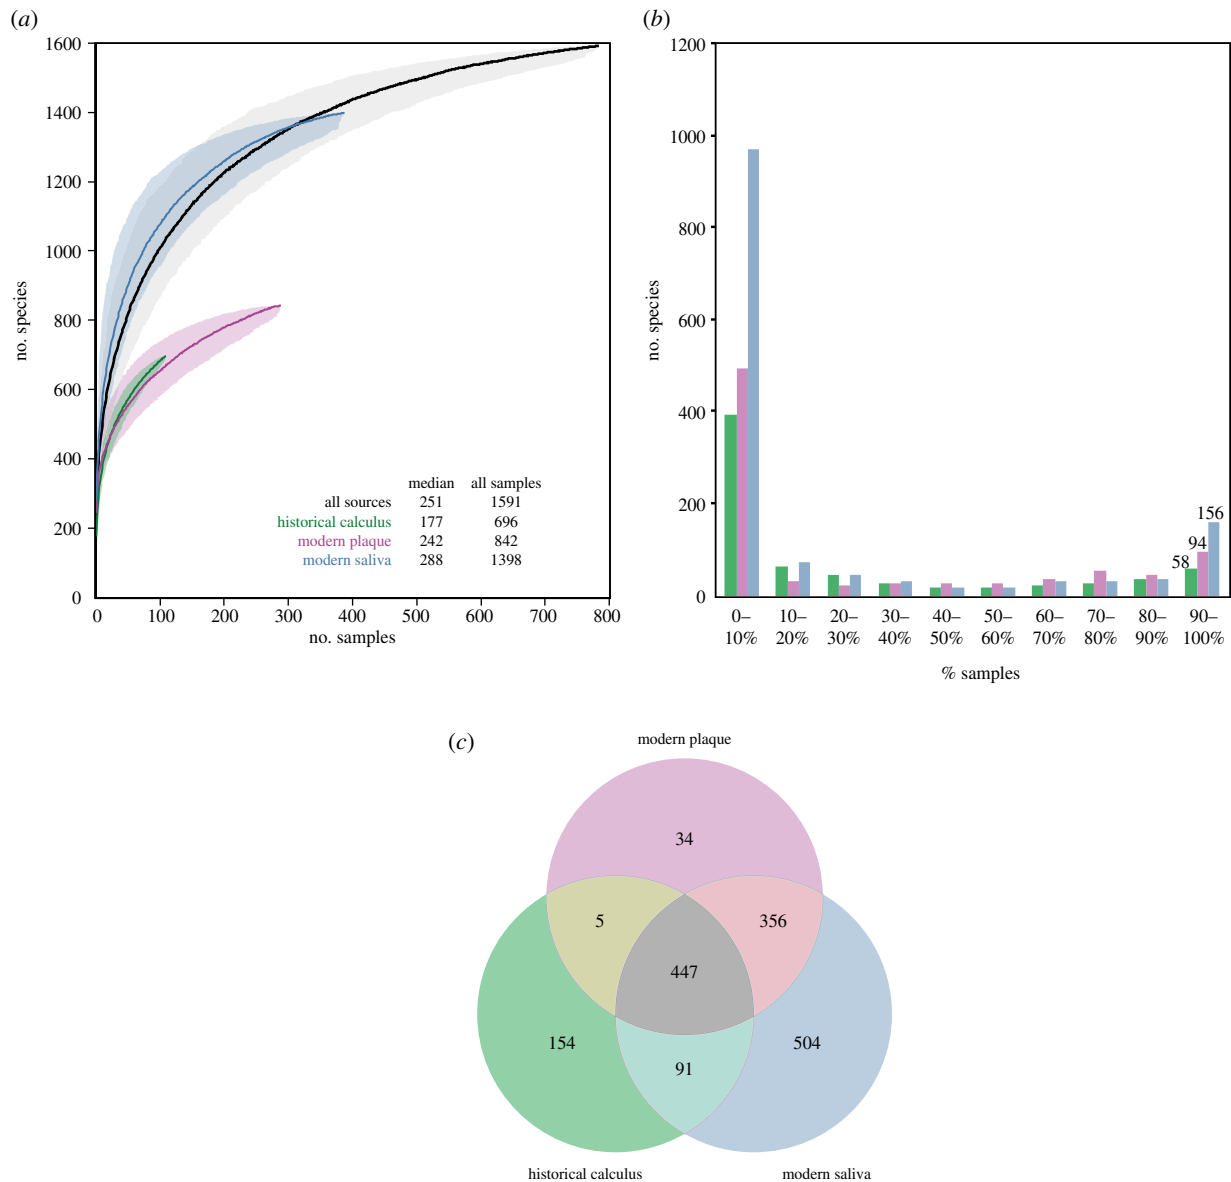 (a)
1600
1400
1200
1000
800
600
400
200
0
no. species
0 100 200 300 400 500 600 700 800
no. samples
median all samples
all sources 251 1591
historical calculus 177 696
modern plaque 242 842
modern saliva 288 1398
(b)
1200
1000
800
600
400
200
0
no. species
58 94 156
0– 10– 20– 30– 40– 50– 60– 70– 80– 90–
10% 20% 30% 40% 50% 60% 70% 80% 90% 100%
% samples
(c)
modern plaque
34
5 356
447
154 504
91
historical calculus modern saliva